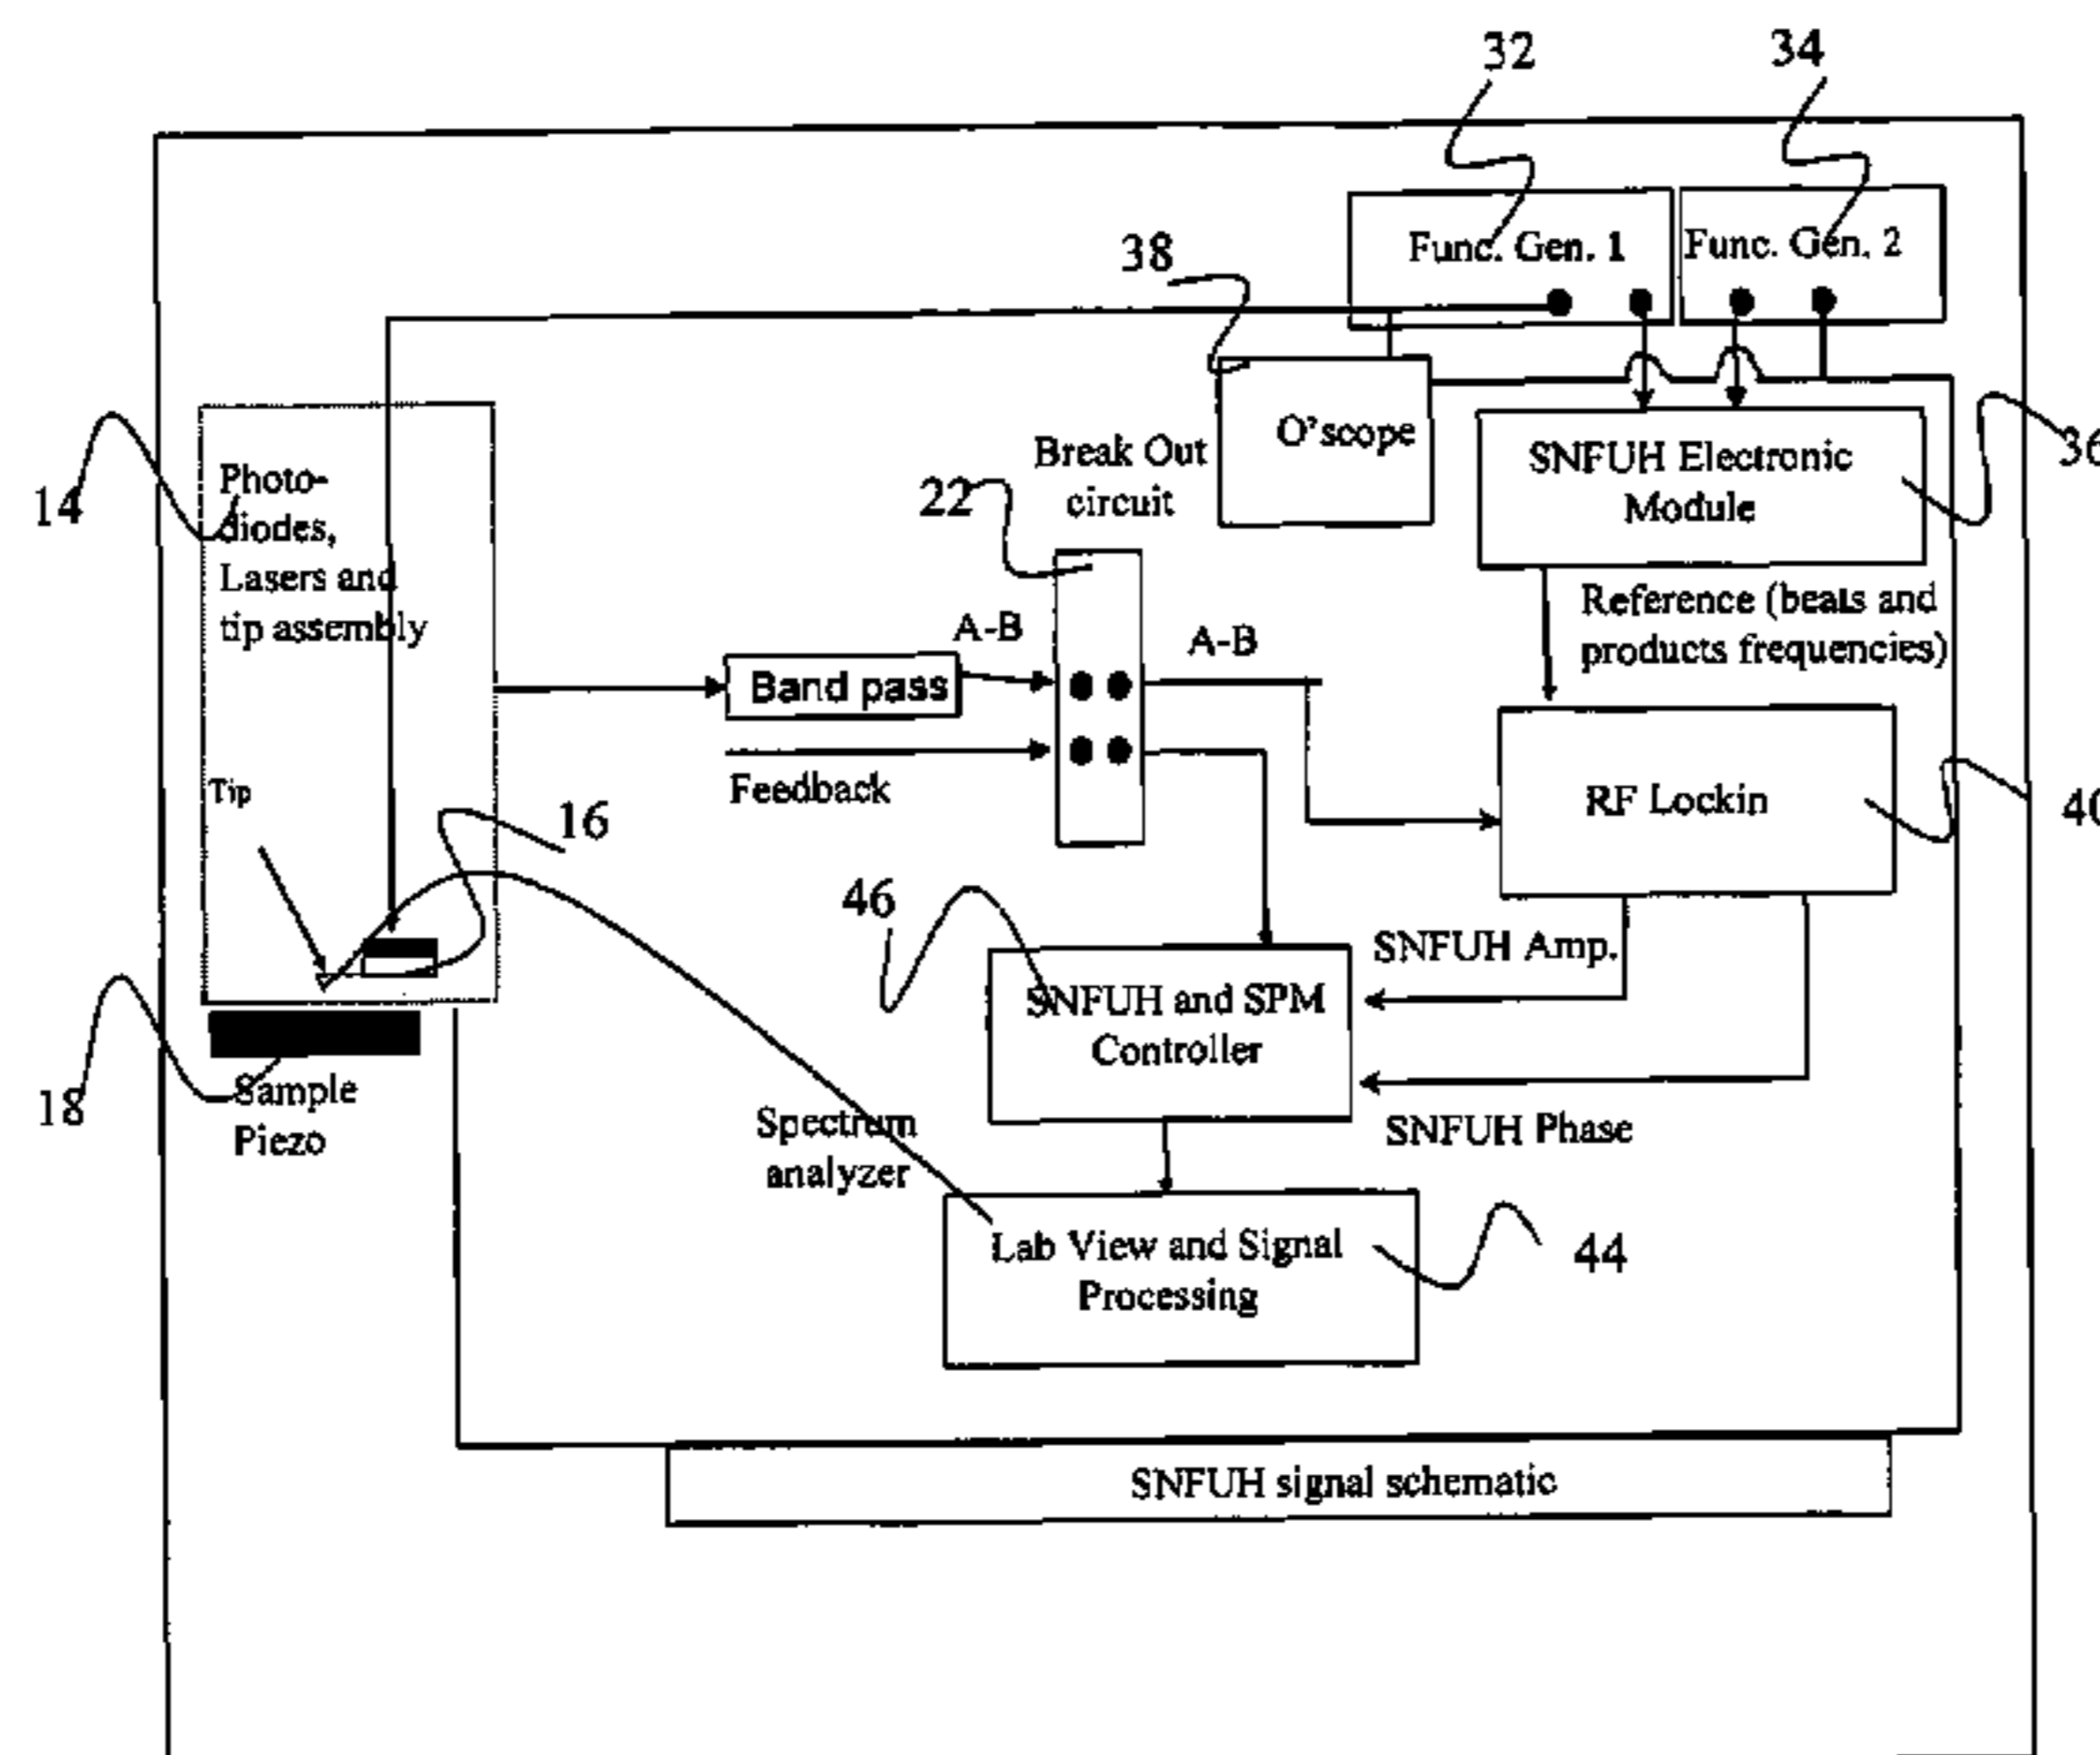 32
34
Func. Gen. 1
Func. Gen. 2
38
O'scope
Break Out
circuit
22
SNFUH Electronic
Module
36
14
Photo-
diodes,
Lasers and
tip assembly
Reference (beats and
products frequencies)
A-B
A-B
Band pass
Feedback
RF Lockin
40
Tip
16
46
SNFUH Amp.
SNFUH and SPM
Controller
18
Sample
Piezo
SNFUH Phase
Spectrum
analyzer
Lab View and Signal
Processing
44
SNFUH signal schematic